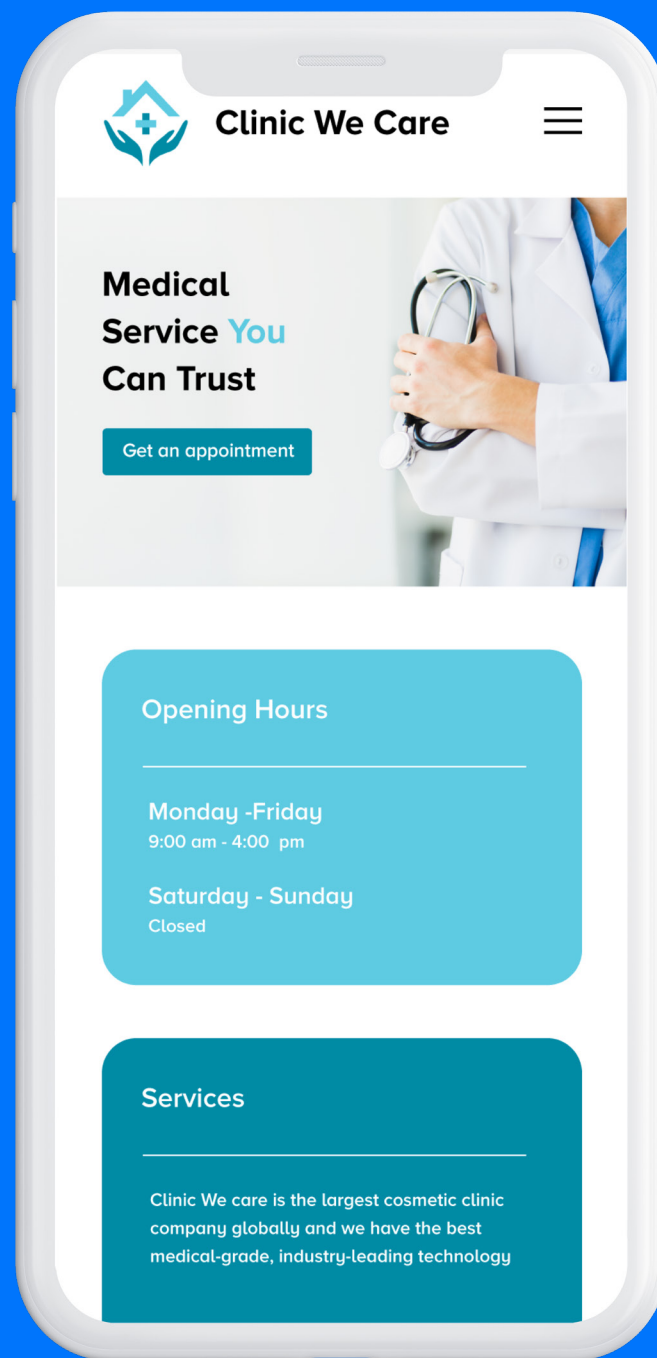 Clinic We Care
Medical
Service You
Can Trust
Get an appointment
Opening Hours
Monday -Friday
9:00 am - 4:00  pm
Saturday - Sunday
Closed
Services
Clinic We care is the largest cosmetic clinic
company globally and we have the best
medical-grade, industry-leading technology